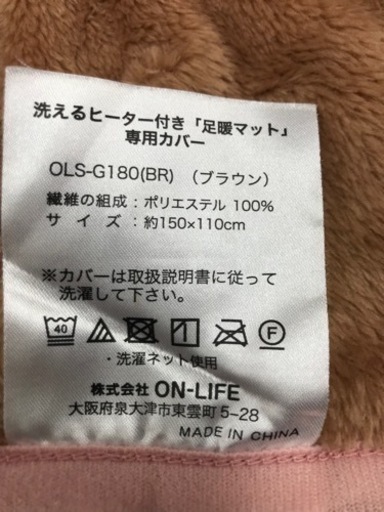 洗えるヒーター付き「足暖マット」
専用カバー
OLS-G180(BR) (ブラウン)
繊維の組成:ポリエステル 100%
サイズ:約150×110cm
※カバーは取扱説明書に従って
洗濯して下さい。
40 F
・洗濯ネット使用
株式会社 ON-LIFE
大阪府泉大津市東雲町5-28
MADE IN CHINA